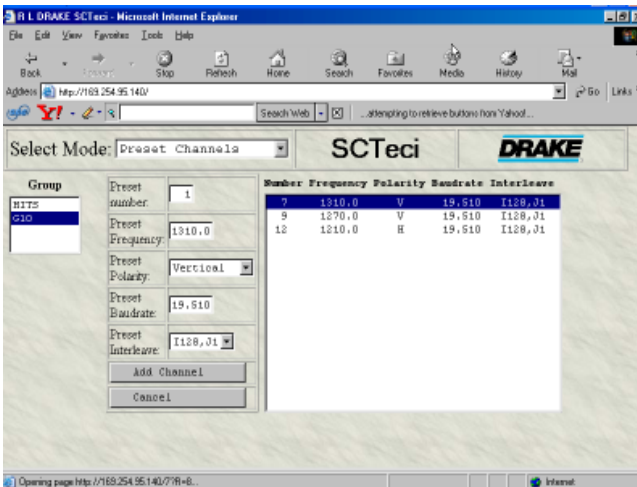 R L DRAKE SCTeci - Microsoft Internet Explorer
File Edit View Favorites Tools Help
Back Forward Stop Refresh Home Search Favorites Media History Mail
Address http://169.254.95.140/ Go Links
Y! Search Web ...attempting to retrieve buttons from Yahoo!...
Select Mode: Preset Channels SCTeci DRAKE
Group
HITS
G10
Preset number: 1
Preset Frequency: 1310.0
Preset Polarity: Vertical
Preset Baudrate: 19.510
Preset Interleave: I128,J1
Add Channel
Cancel
Number Frequency Polarity Baudrate Interleave
7 1310.0 V 19.510 I128,J1
9 1270.0 V 19.510 I128,J1
12 1210.0 H 19.510 I128,J1
Opening page http://169.254.95.140/7?R=8... Internet